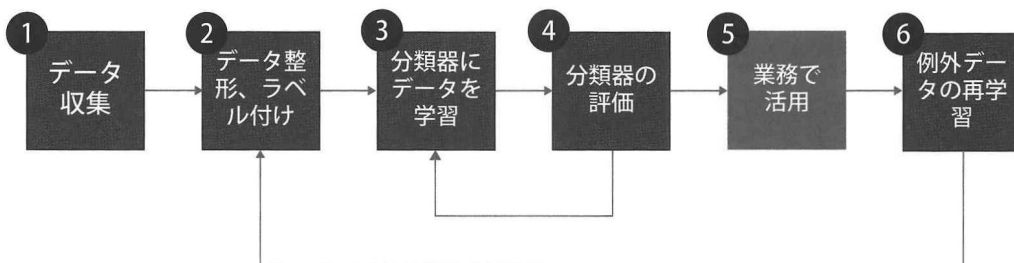 1
データ
収集
2
データ整
形、ラベ
ル付け
3
分類器に
データを
学習
4
分類器の
評価
5
業務で
活用
6
例外デー
タの再学
習